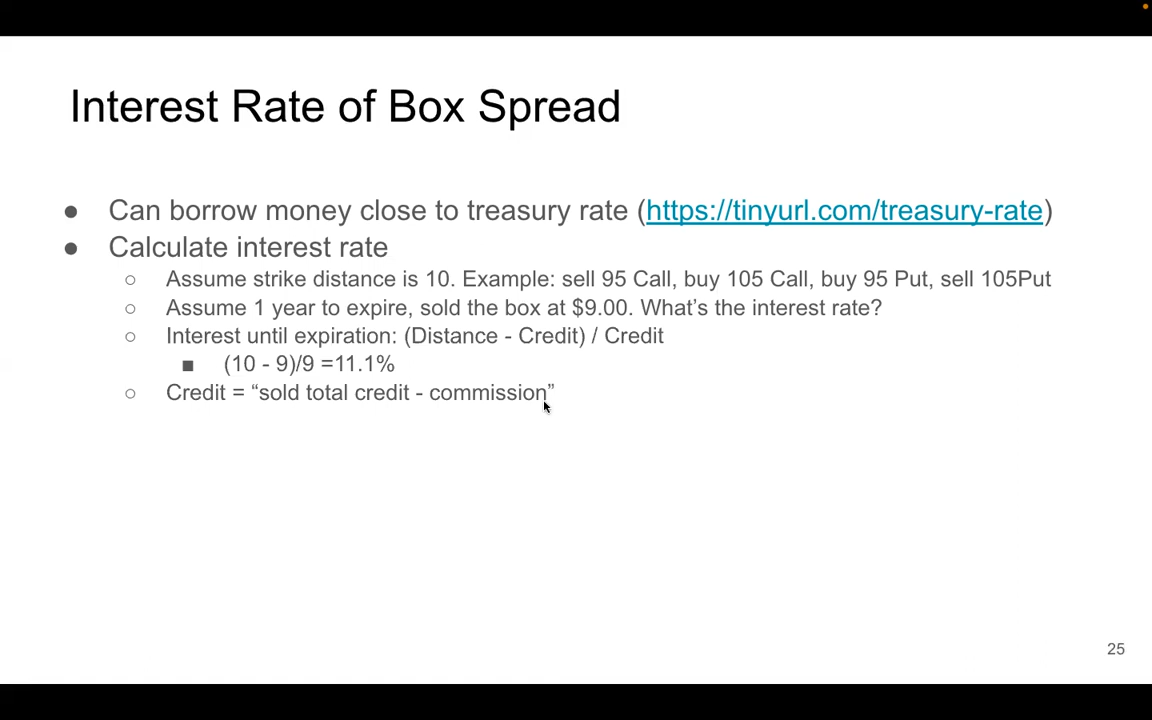 Interest Rate of Box Spread
● Can borrow money close to treasury rate (https://tinyurl.com/treasury-rate)
● Calculate interest rate
○ Assume strike distance is 10. Example: sell 95 Call, buy 105 Call, buy 95 Put, sell 105Put
○ Assume 1 year to expire, sold the box at $9.00. What’s the interest rate?
○ Interest until expiration: (Distance - Credit) / Credit
■ (10 - 9)/9 =11.1%
○ Credit = “sold total credit - commission”
25